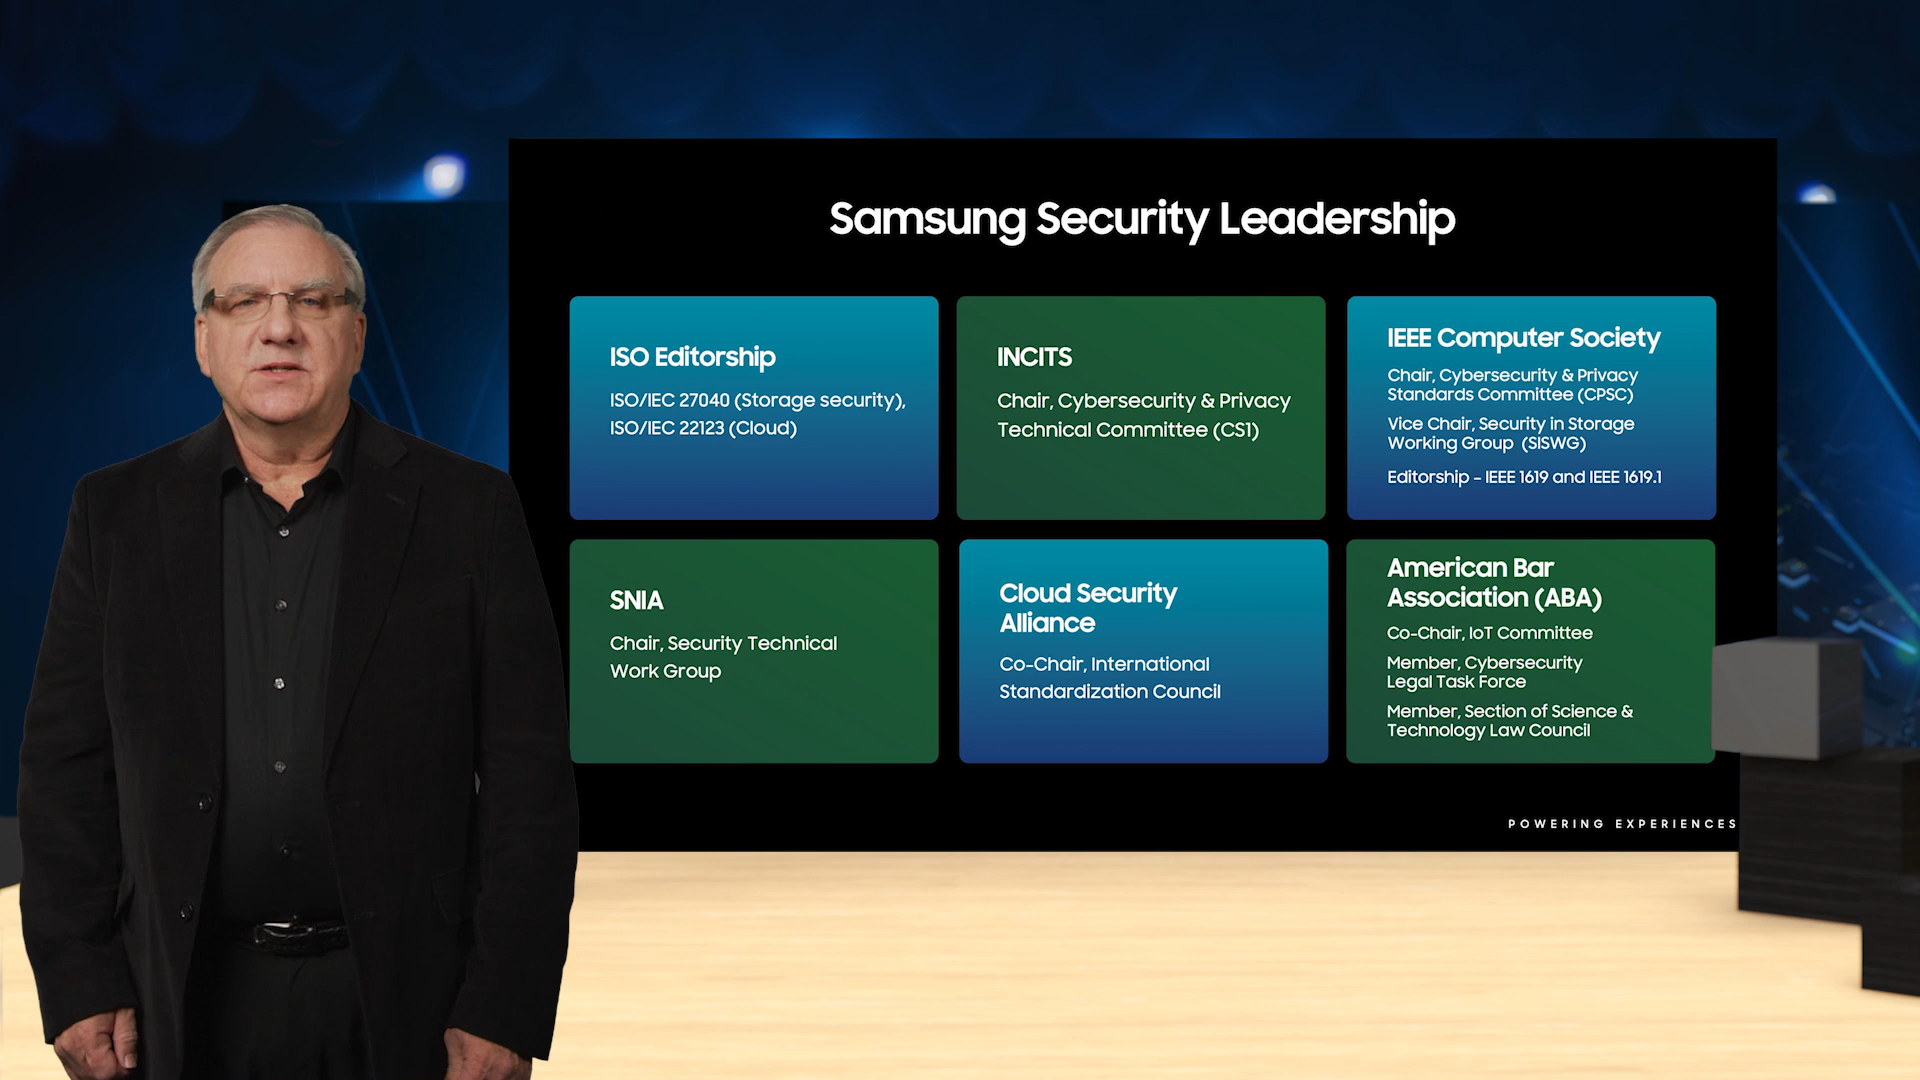 Samsung Security Leadership
ISO Editorship
ISO/IEC 27040 (Storage security),
ISO/IEC 22123 (Cloud)
INCITS
Chair, Cybersecurity & Privacy
Technical Committee (CS1)
IEEE Computer Society
Chair, Cybersecurity & Privacy
Standards Committee (CPSC)
Vice Chair, Security in Storage
Working Group (SISWG)
Editorship - IEEE 1619 and IEEE 1619.1
SNIA
Chair, Security Technical
Work Group
Cloud Security
Alliance
Co-Chair, International
Standardization Council
American Bar
Association (ABA)
Co-Chair, IoT Committee
Member, Cybersecurity
Legal Task Force
Member, Section of Science &
Technology Law Council
POWERING EXPERIENCES